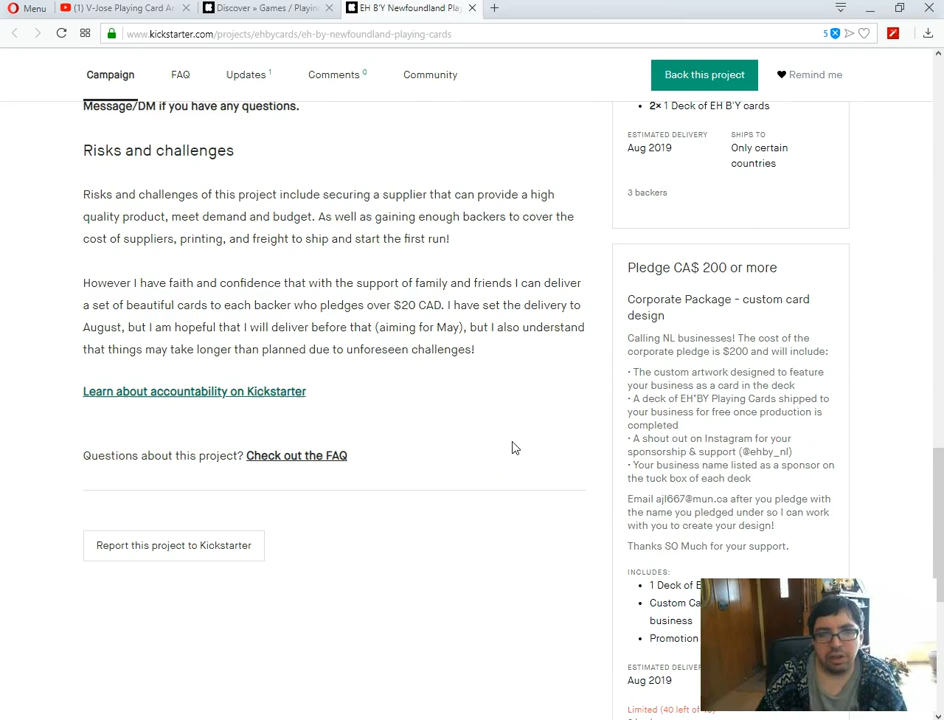 Menu
(1) V-Jose Playing Card A
Discover » Games / Playin
EH B'Y Newfoundland Pla
www.kickstarter.com/projects/ehbycards/eh-by-newfoundland-playing-cards
5
Campaign
FAQ
Updates 1
Comments 0
Community
Back this project
Remind me
Message/DM if you have any questions.
Risks and challenges
Risks and challenges of this project include securing a supplier that can provide a high
quality product, meet demand and budget. As well as gaining enough backers to cover the
cost of suppliers, printing, and freight to ship and start the first run!
However I have faith and confidence that with the support of family and friends I can deliver
a set of beautiful cards to each backer who pledges over $20 CAD. I have set the delivery to
August, but I am hopeful that I will deliver before that (aiming for May), but I also understand
that things may take longer than planned due to unforeseen challenges!
Learn about accountability on Kickstarter
Questions about this project? Check out the FAQ
Report this project to Kickstarter
• 2× 1 Deck of EH B'Y cards
ESTIMATED DELIVERY
Aug 2019
SHIPS TO
Only certain
countries
3 backers
Pledge CA$ 200 or more
Corporate Package - custom card
design
Calling NL businesses! The cost of the
corporate pledge is $200 and will include:
· The custom artwork designed to feature
your business as a card in the deck
· A deck of EH'BY Playing Cards shipped to
your business for free once production is
completed
· A shout out on Instagram for your
sponsorship & support (@ehby_nl)
· Your business name listed as a sponsor on
the tuck box of each deck
Email ajl667@mun.ca after you pledge with
the name you pledged under so I can work
with you to create your design!
Thanks SO Much for your support.
INCLUDES:
• 1 Deck of E
• Custom Ca
business
• Promotion
ESTIMATED DELIVER
Aug 2019
Limited (40 left of